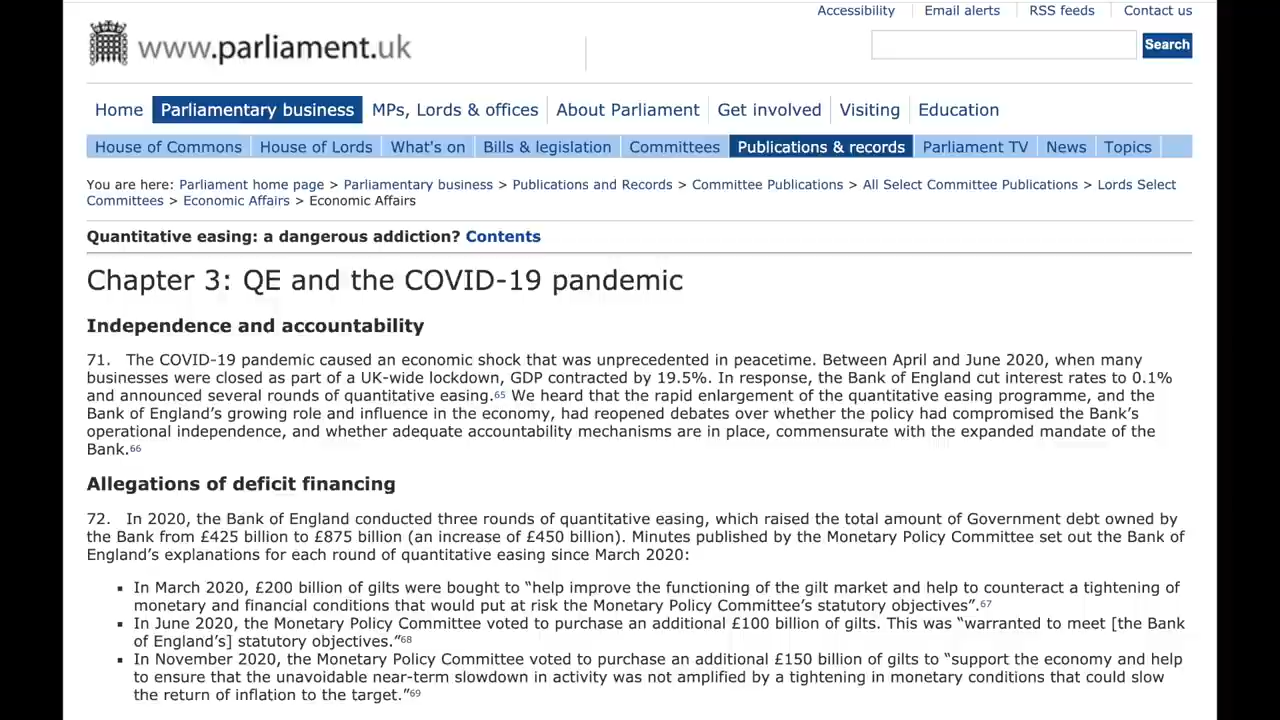 Accessibility Email alerts RSS feeds Contact us
www.parliament.uk
Search
Home Parliamentary business MPs, Lords & offices About Parliament Get involved Visiting Education
House of Commons House of Lords What's on Bills & legislation Committees Publications & records Parliament TV News Topics
You are here: Parliament home page > Parliamentary business > Publications and Records > Committee Publications > All Select Committee Publications > Lords Select
Committees > Economic Affairs > Economic Affairs
Quantitative easing: a dangerous addiction? Contents
Chapter 3: QE and the COVID-19 pandemic
Independence and accountability
71. The COVID-19 pandemic caused an economic shock that was unprecedented in peacetime. Between April and June 2020, when many
businesses were closed as part of a UK-wide lockdown, GDP contracted by 19.5%. In response, the Bank of England cut interest rates to 0.1%
and announced several rounds of quantitative easing.65 We heard that the rapid enlargement of the quantitative easing programme, and the
Bank of England’s growing role and influence in the economy, had reopened debates over whether the policy had compromised the Bank’s
operational independence, and whether adequate accountability mechanisms are in place, commensurate with the expanded mandate of the
Bank.66
Allegations of deficit financing
72. In 2020, the Bank of England conducted three rounds of quantitative easing, which raised the total amount of Government debt owned by
the Bank from £425 billion to £875 billion (an increase of £450 billion). Minutes published by the Monetary Policy Committee set out the Bank of
England’s explanations for each round of quantitative easing since March 2020:
▪ In March 2020, £200 billion of gilts were bought to “help improve the functioning of the gilt market and help to counteract a tightening of
monetary and financial conditions that would put at risk the Monetary Policy Committee’s statutory objectives”.67
▪ In June 2020, the Monetary Policy Committee voted to purchase an additional £100 billion of gilts. This was “warranted to meet [the Bank
of England’s] statutory objectives.”68
▪ In November 2020, the Monetary Policy Committee voted to purchase an additional £150 billion of gilts to “support the economy and help
to ensure that the unavoidable near-term slowdown in activity was not amplified by a tightening in monetary conditions that could slow
the return of inflation to the target.”69